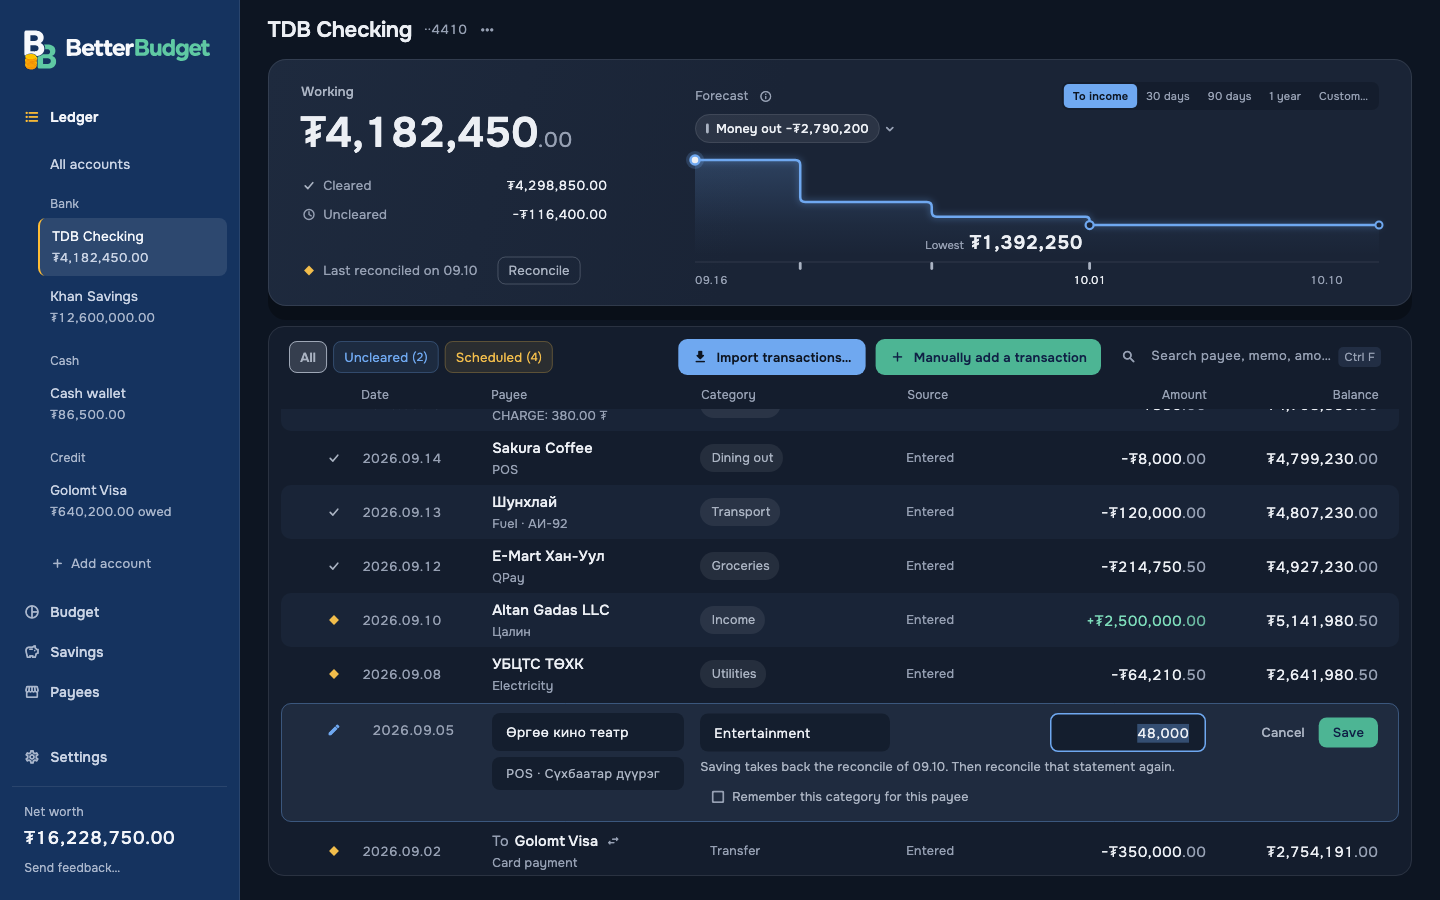 BetterBudget
Ledger
All accounts
Bank
TDB Checking
₮4,182,450.00
Khan Savings
₮12,600,000.00
Cash
Cash wallet
₮86,500.00
Credit
Golomt Visa
₮640,200.00 owed
+ Add account
Budget
Savings
Payees
Settings
Net worth
₮16,228,750.00
Send feedback...
TDB Checking ··4410 •••
Working
₮4,182,450.00
Cleared ₮4,298,850.00
Uncleared -₮116,400.00
Last reconciled on 09.10 Reconcile
Forecast
To income 30 days 90 days 1 year Custom...
Money out -₮2,790,200
Lowest ₮1,392,250
09.16 10.01 10.10
All Uncleared (2) Scheduled (4) Import transactions... + Manually add a transaction Search payee, memo, amo... Ctrl F
Date Payee Category Source Amount Balance
CHARGE: 380.00 ₮
2026.09.14 Sakura Coffee Dining out Entered -₮8,000.00 ₮4,799,230.00
POS
2026.09.13 Шунхлай Transport Entered -₮120,000.00 ₮4,807,230.00
Fuel · АИ-92
2026.09.12 Е-Mart Хан-Уул Groceries Entered -₮214,750.50 ₮4,927,230.00
QPay
2026.09.10 Altan Gadas LLC Income Entered +₮2,500,000.00 ₮5,141,980.50
Цалин
2026.09.08 УБЦТС ТӨХК Utilities Entered -₮64,210.50 ₮2,641,980.50
Electricity
2026.09.05 Өргөө кино театр Entertainment 48,000 Cancel Save
POS · Сүхбаатар дүүрэг
Saving takes back the reconcile of 09.10. Then reconcile that statement again.
Remember this category for this payee
2026.09.02 To Golomt Visa Transfer Entered -₮350,000.00 ₮2,754,191.00
Card payment